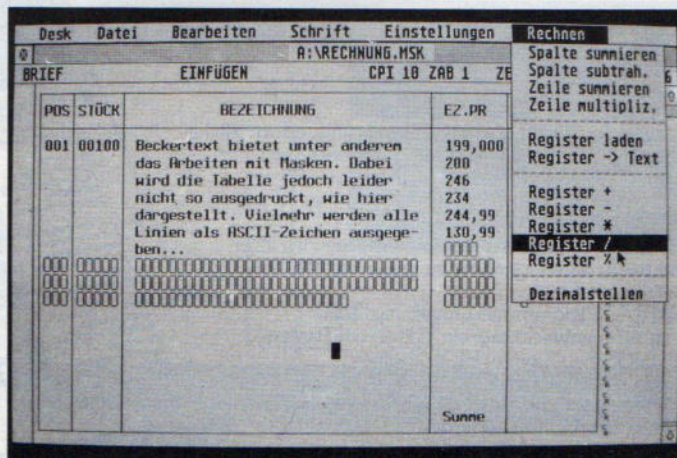 Desk Datei Bearbeiten Schrift Einstellungen Rechnen
A:\RECHNUNG.MSK
BRIEF EINFÜGEN CPI 10 ZAB 1 ZE
POS STÜCK BEZEICHNUNG EZ.PR
001 00100 Beckertext bietet unter anderem 199,000
das Arbeiten mit Masken. Dabei 200
wird die Tabelle jedoch leider 246
nicht so ausgedruckt, wie hier 234
dargestellt. Vielmehr werden alle 244,99
Linien als ASCII-Zeichen ausgege- 130,99
ben...
Summe
Spalte summieren
Spalte subtrah.
Zeile summieren
Zeile multipliz.
Register laden
Register -> Text
Register +
Register -
Register *
Register /
Register %
Dezimalstellen